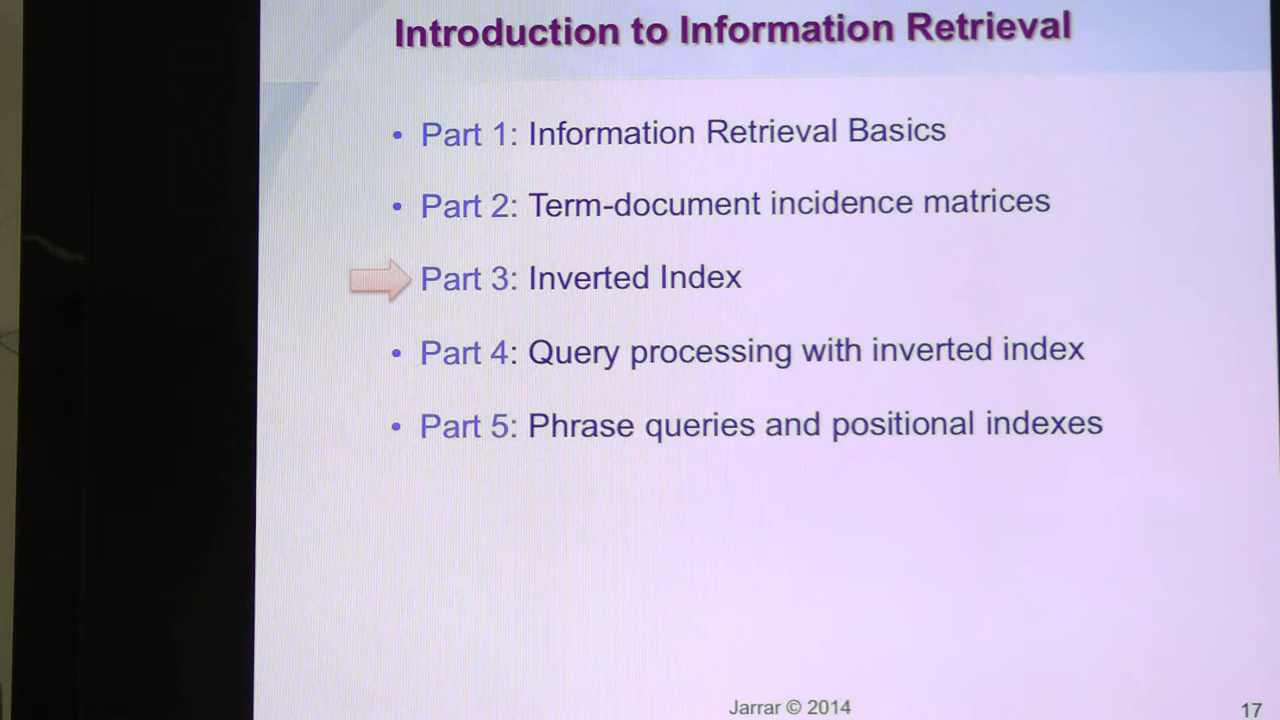 Introduction to Information Retrieval
• Part 1: Information Retrieval Basics
• Part 2: Term-document incidence matrices
Part 3: Inverted Index
• Part 4: Query processing with inverted index
• Part 5: Phrase queries and positional indexes
Jarrar © 2014
17